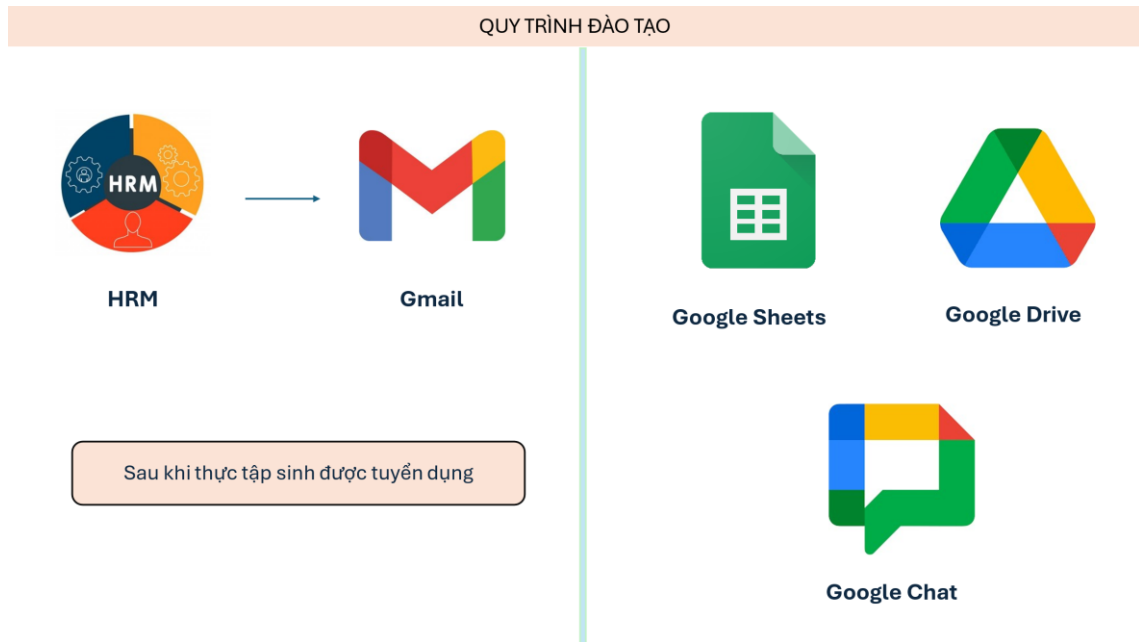 QUY TRÌNH ĐÀO TẠO
HRM
HRM
Gmail
Sau khi thực tập sinh được tuyển dụng
Google Sheets
Google Drive
Google Chat